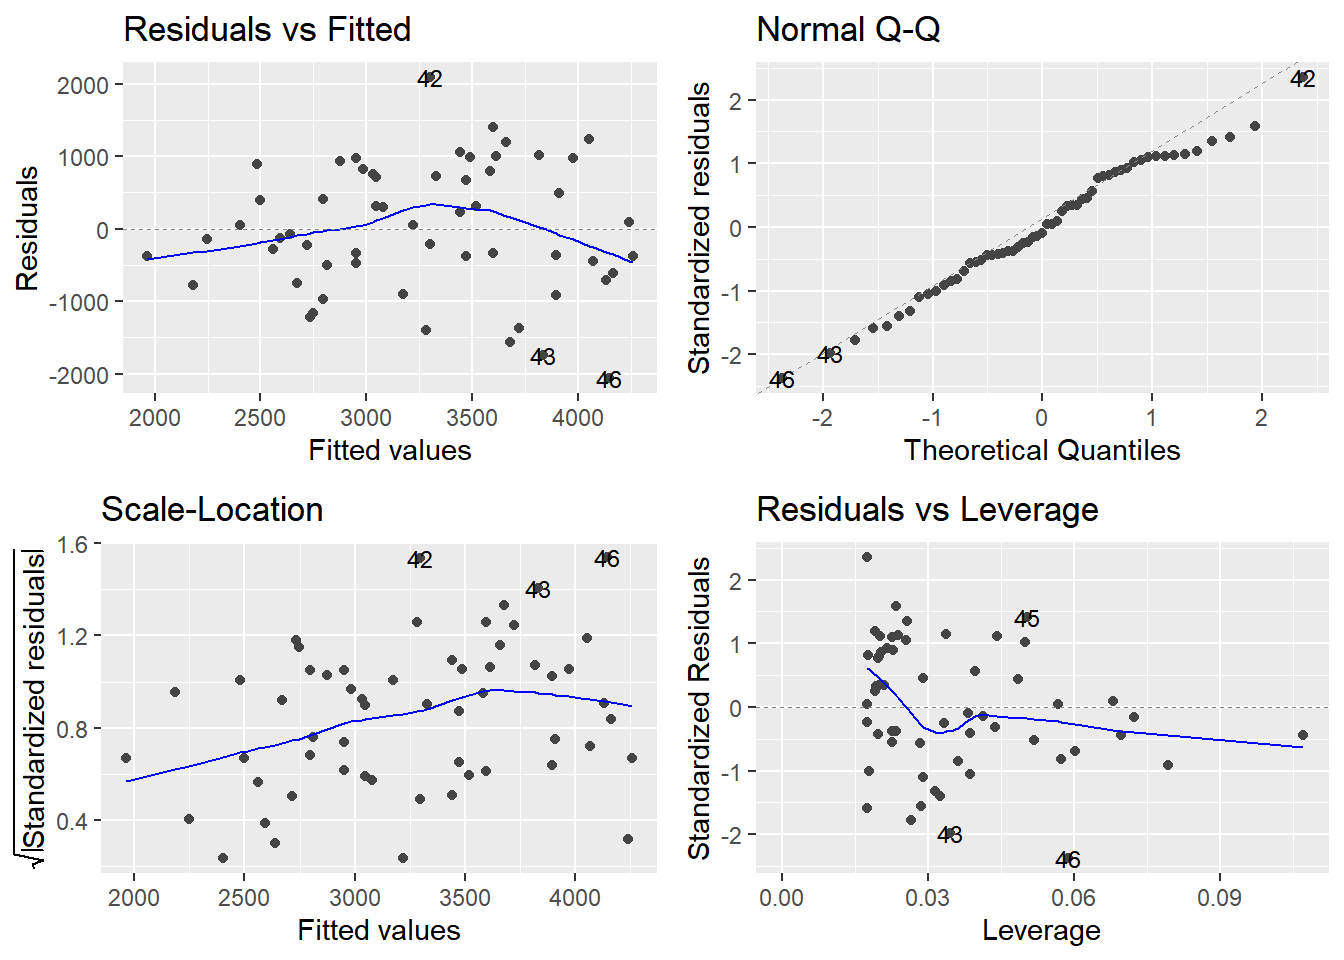 Residuals vs Fitted
Residuals
2000
1000
0
-1000
-2000
42
43
46
2000 2500 3000 3500 4000
Fitted values
Normal Q-Q
Standardized residuals
2
1
0
-1
-2
42
43
46
-2 -1 0 1 2
Theoretical Quantiles
Scale-Location
√|Standardized residuals|
1.6
1.2
0.8
0.4
42
46
43
2000 2500 3000 3500 4000
Fitted values
Residuals vs Leverage
Standardized Residuals
2
1
0
-1
-2
45
43
46
0.00 0.03 0.06 0.09
Leverage